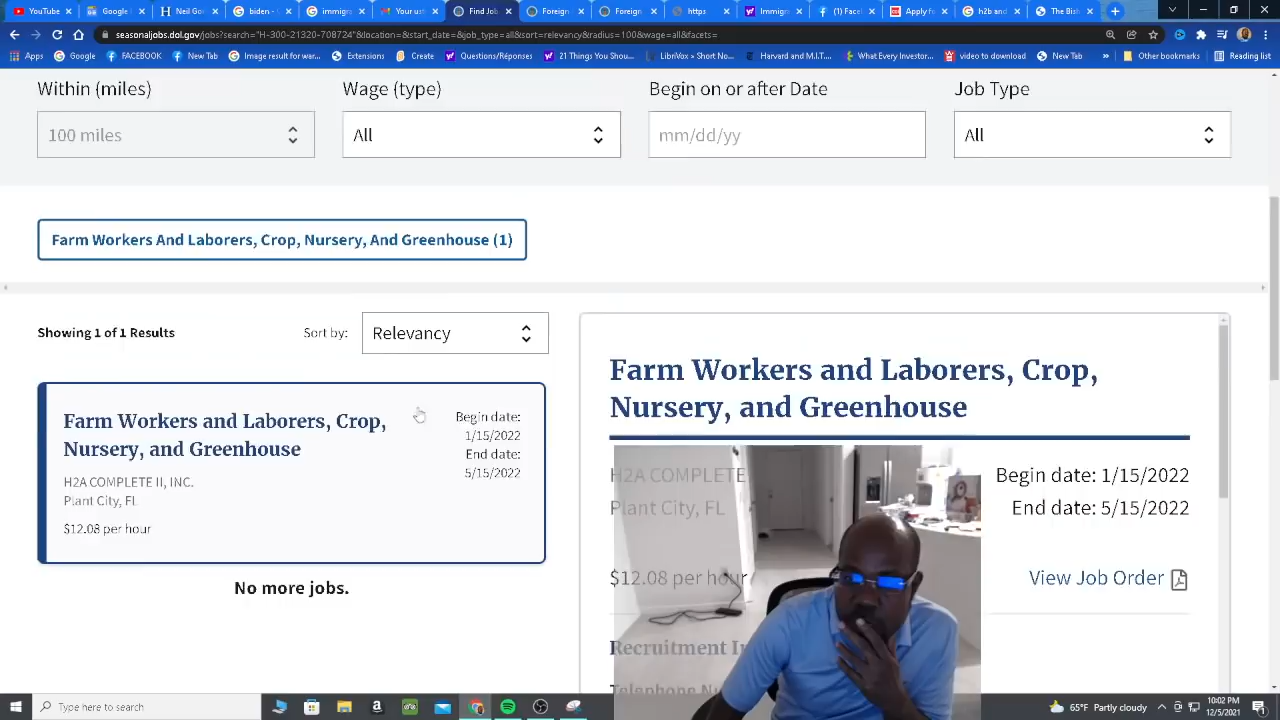 YouTube
Google
Neil Go
biden -
immigr
Your ust
Find Job
Foreign
Foreign
https
Immigr
(1) Face
Apply fo
h2b and
The Bish
seasonaljobs.dol.gov/jobs?search="H-300-21320-708724"&location=&start_date=&job_type=all&sort=relevancy&radius=100&wage=all&facets=
Apps
Google
FACEBOOK
New Tab
Image result for war...
Extensions
Create
Questions/Réponses
21 Things You Shou...
LibriVox » Short No...
Harvard and M.I.T....
What Every Investor...
video to download
New Tab
»
Other bookmarks
Reading list
Within (miles)
Wage (type)
Begin on or after Date
Job Type
100 miles
All
mm/dd/yy
All
Farm Workers And Laborers, Crop, Nursery, And Greenhouse (1)
Showing 1 of 1 Results
Sort by:
Relevancy
Farm Workers and Laborers, Crop,
Nursery, and Greenhouse
H2A COMPLETE II, INC.
Plant City, FL
$12.08 per hour
Begin date:
1/15/2022
End date:
5/15/2022
No more jobs.
Farm Workers and Laborers, Crop,
Nursery, and Greenhouse
H2A COMPLETE
Plant City, FL
Begin date: 1/15/2022
End date: 5/15/2022
$12.08 per hour
View Job Order
Recruitment I
Telephone Nu
Type here to search
65°F Partly cloudy
10:02 PM
12/5/2021